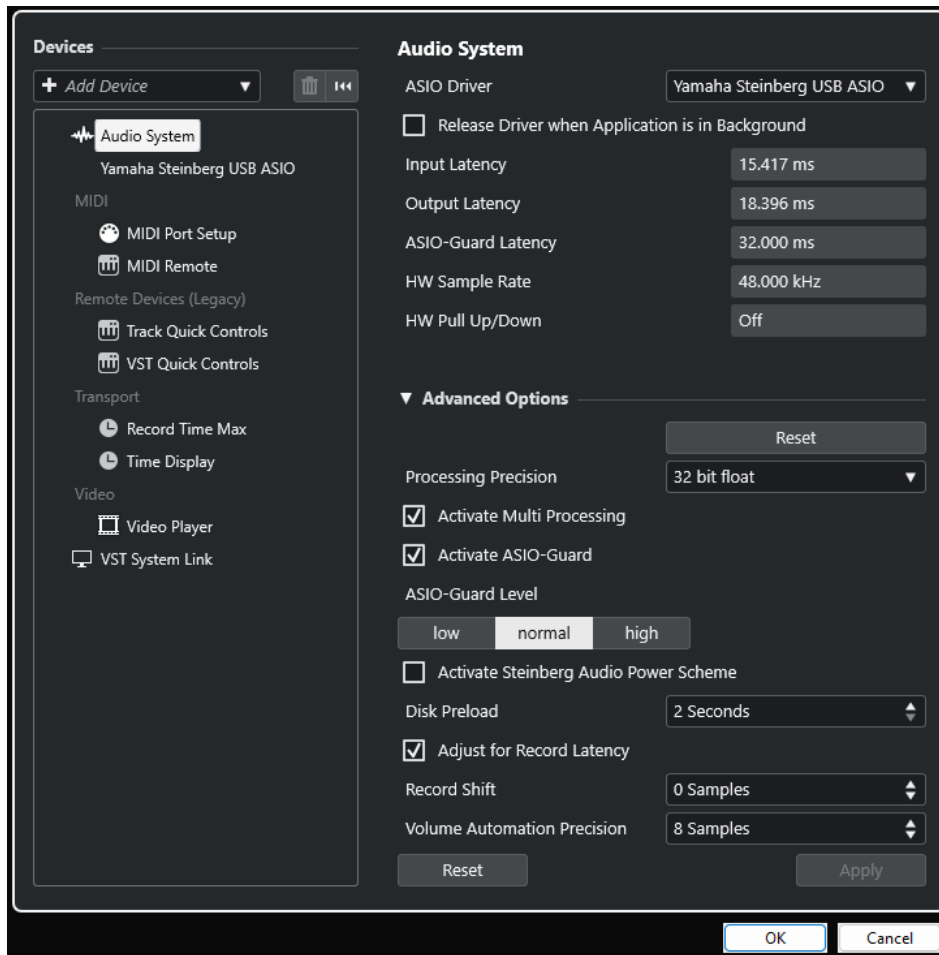 Devices
Add Device
Audio System
Yamaha Steinberg USB ASIO
MIDI
MIDI Port Setup
MIDI Remote
Remote Devices (Legacy)
Track Quick Controls
VST Quick Controls
Transport
Record Time Max
Time Display
Video
Video Player
VST System Link
Audio System
ASIO Driver Yamaha Steinberg USB ASIO
Release Driver when Application is in Background
Input Latency 15.417 ms
Output Latency 18.396 ms
ASIO-Guard Latency 32.000 ms
HW Sample Rate 48.000 kHz
HW Pull Up/Down Off
Advanced Options
Reset
Processing Precision 32 bit float
Activate Multi Processing
Activate ASIO-Guard
ASIO-Guard Level
low normal high
Activate Steinberg Audio Power Scheme
Disk Preload 2 Seconds
Adjust for Record Latency
Record Shift 0 Samples
Volume Automation Precision 8 Samples
Reset Apply
OK Cancel